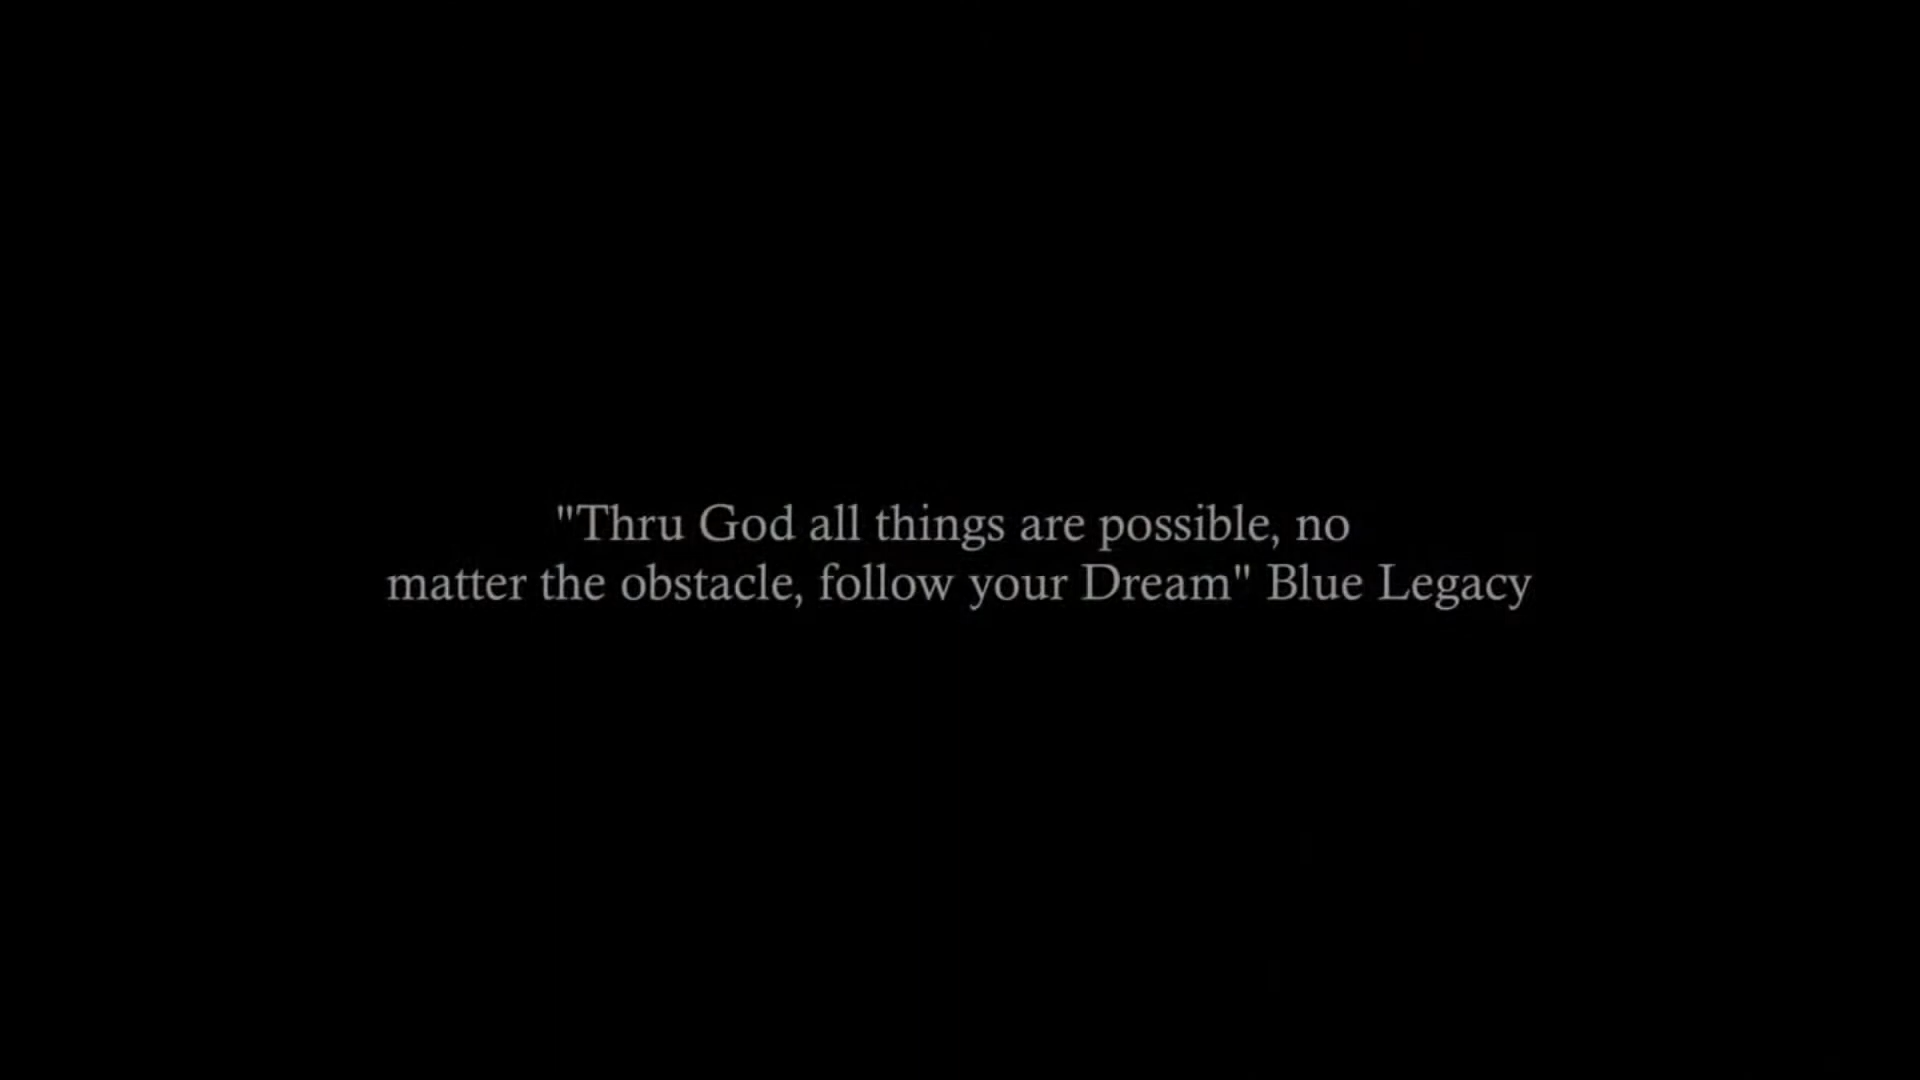 "Thru God all things are possible, no
matter the obstacle, follow your Dream" Blue Legacy